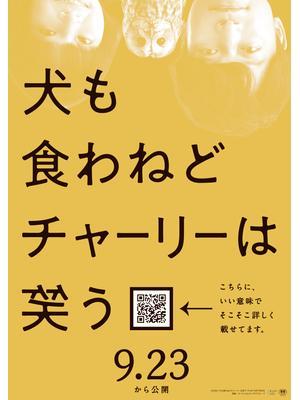 犬も
食わねど
チャーリーは
笑う
←
こちらに、
いい意味で
そこそこ詳しく
載せてます。
9.23
から公開